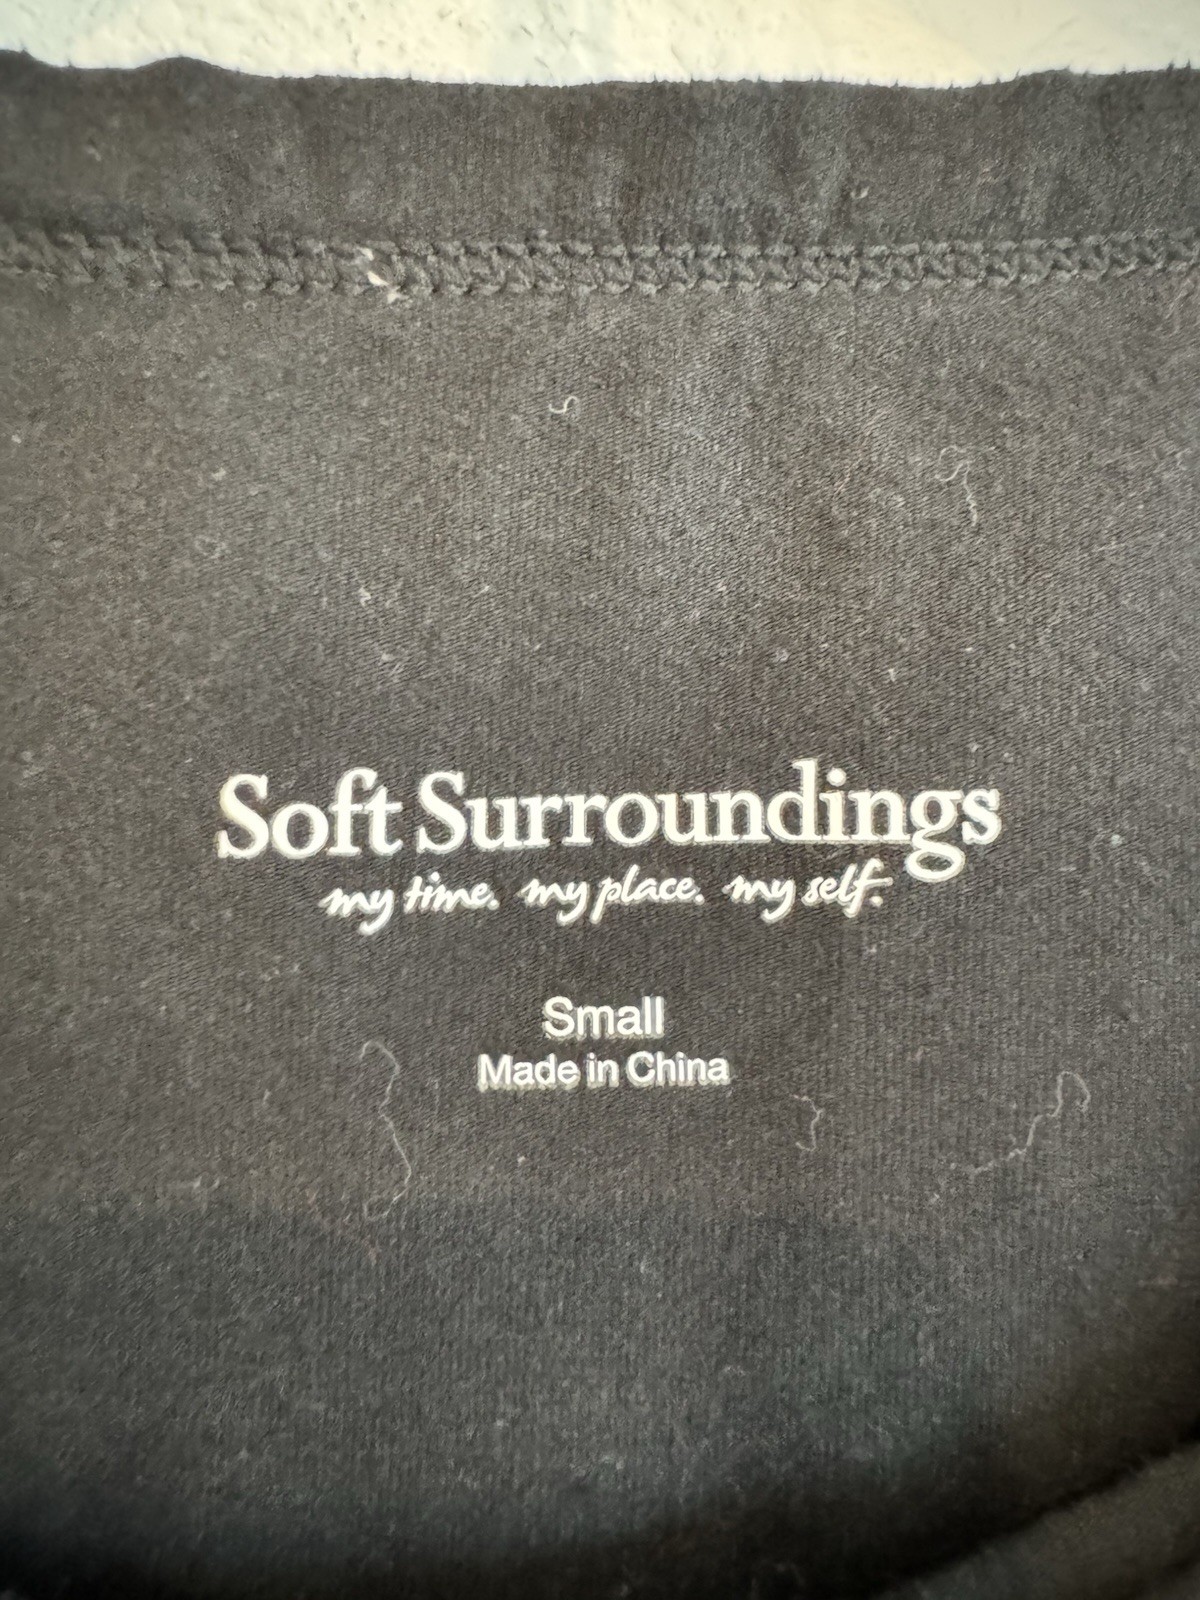 Soft Surroundings
my time. my place. my self.
Small
Made in China